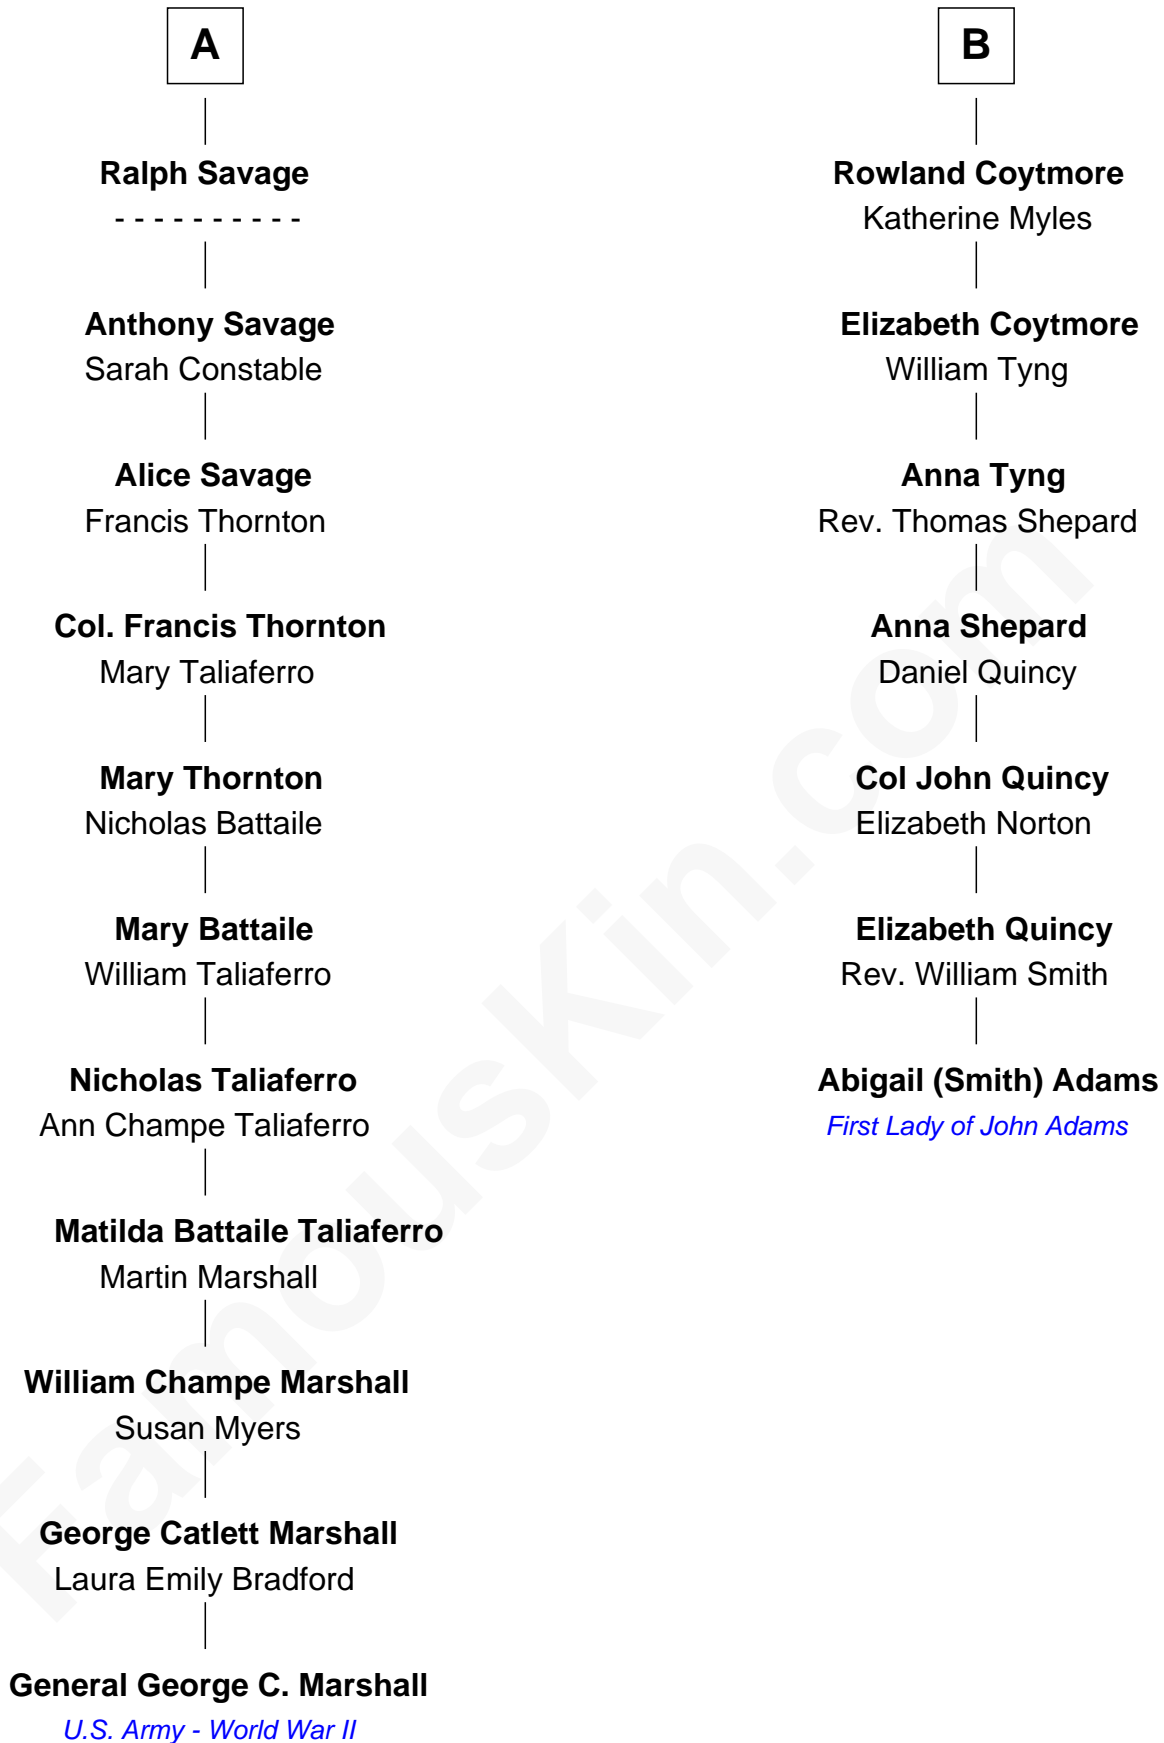 A
Ralph Savage
- - - - - - - - - -
Anthony Savage
Sarah Constable
Alice Savage
Francis Thornton
Col. Francis Thornton
Mary Taliaferro
Mary Thornton
Nicholas Battaile
Mary Battaile
William Taliaferro
Nicholas Taliaferro
Ann Champe Taliaferro
Matilda Battaile Taliaferro
Martin Marshall
William Champe Marshall
Susan Myers
George Catlett Marshall
Laura Emily Bradford
General George C. Marshall
U.S. Army - World War II
B
Rowland Coytmore
Katherine Myles
Elizabeth Coytmore
William Tyng
Anna Tyng
Rev. Thomas Shepard
Anna Shepard
Daniel Quincy
Col John Quincy
Elizabeth Norton
Elizabeth Quincy
Rev. William Smith
Abigail (Smith) Adams
First Lady of John Adams
FamousKin.com